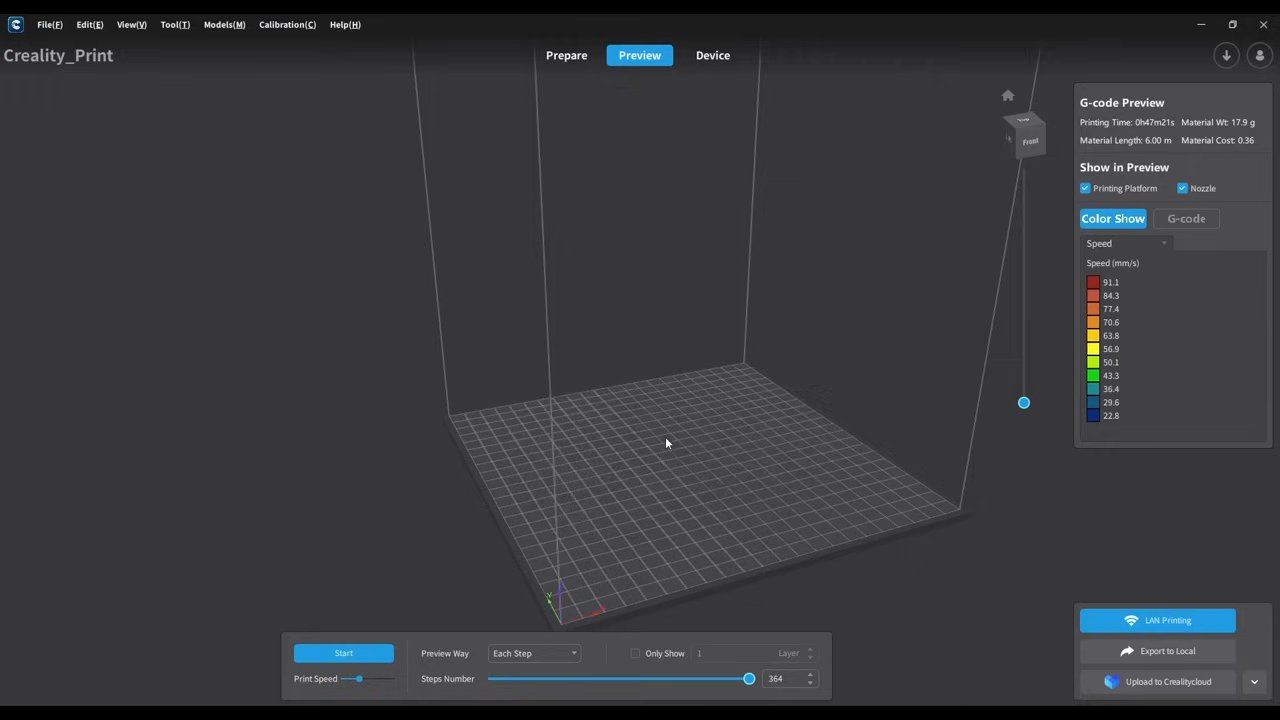 File(F) Edit(E) View(V) Tool(T) Models(M) Calibration(C) Help(H)
Creality_Print
Prepare Preview Device
Front
G-code Preview
Printing Time: 0h47m21s Material Wt: 17.9 g
Material Length: 6.00 m Material Cost: 0.36
Show in Preview
Printing Platform Nozzle
Color Show G-code
Speed
Speed (mm/s)
91.1
84.3
77.4
70.6
63.8
56.9
50.1
43.3
36.4
29.6
22.8
Start Preview Way Each Step Only Show 1 Layer
Print Speed Steps Number 364
LAN Printing
Export to Local
Upload to Crealitycloud